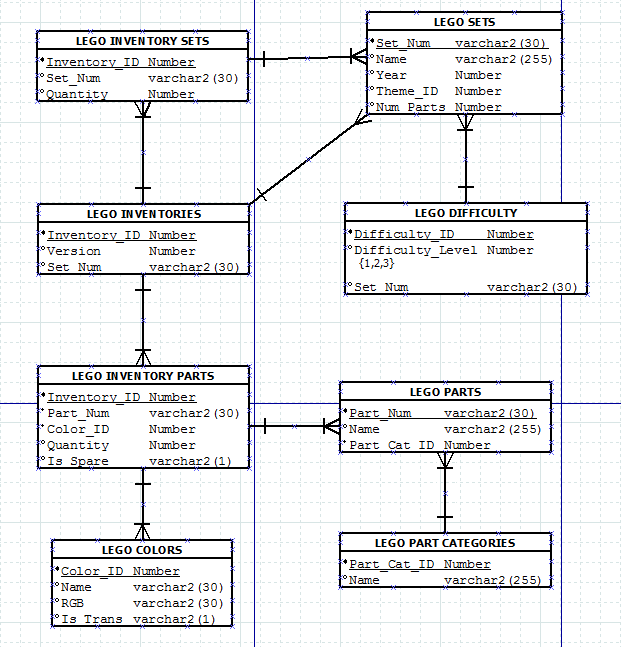 LEGO INVENTORY SETS
Inventory_ID Number
Set_Num varchar2(30)
Quantity Number
LEGO SETS
Set_Num varchar2(30)
Name varchar2(255)
Year Number
Theme_ID Number
Num_Parts Number
LEGO INVENTORIES
Inventory_ID Number
Version Number
Set_Num varchar2(30)
LEGO DIFFICULTY
Difficulty_ID Number
Difficulty_Level Number
{1,2,3}
Set_Num varchar2(30)
LEGO INVENTORY PARTS
Inventory_ID Number
Part_Num varchar2(30)
Color_ID Number
Quantity Number
Is_Spare varchar2(1)
LEGO PARTS
Part_Num varchar2(30)
Name varchar2(255)
Part_Cat_ID Number
LEGO COLORS
Color_ID Number
Name varchar2(30)
RGB varchar2(30)
Is_Trans varchar2(1)
LEGO PART CATEGORIES
Part_Cat_ID Number
Name varchar2(255)